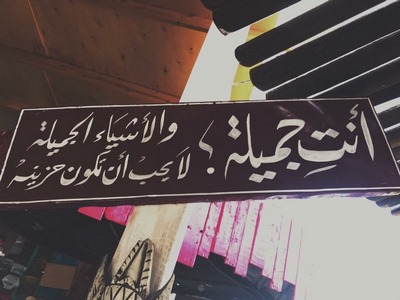 أنتِ جميلة؟
والأشياء الجميلة
لا يجب أن تكون حزينة